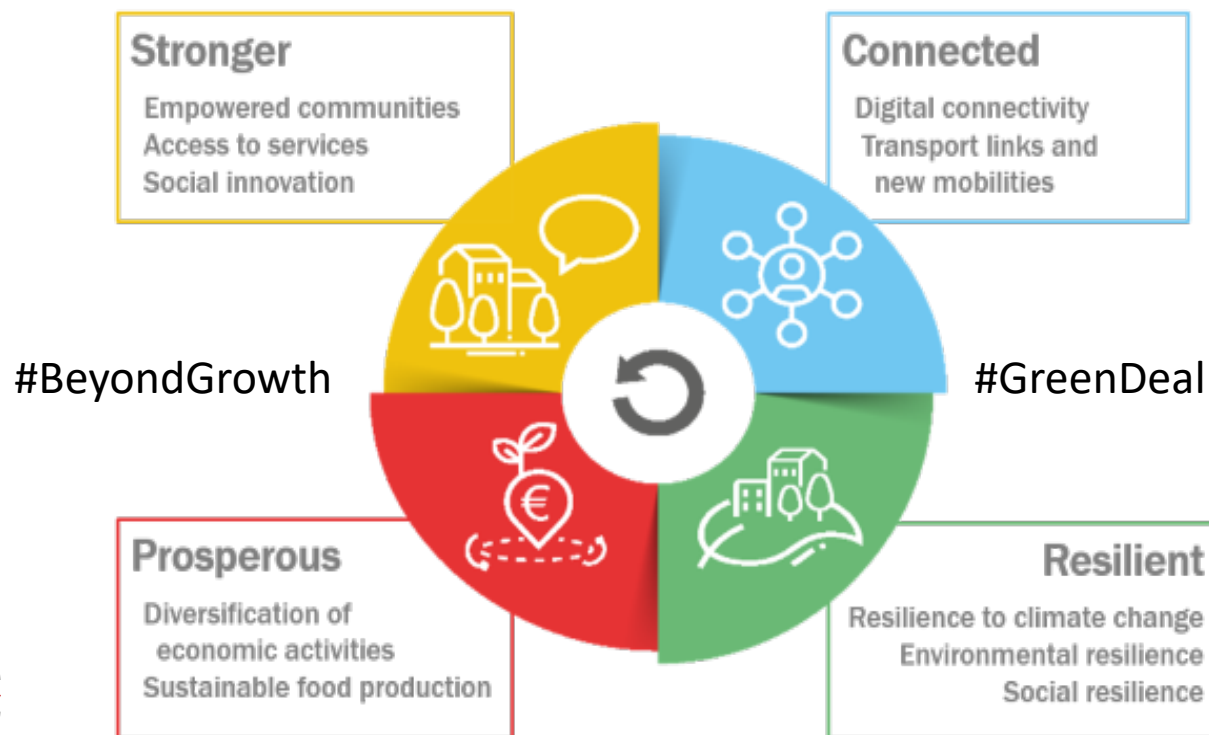 Stronger
Empowered communities
Access to services
Social innovation
Connected
Digital connectivity
Transport links and
new mobilities
#BeyondGrowth
#GreenDeal
€
Prosperous
Diversification of
economic activities
Sustainable food production
Resilient
Resilience to climate change
Environmental resilience
Social resilience